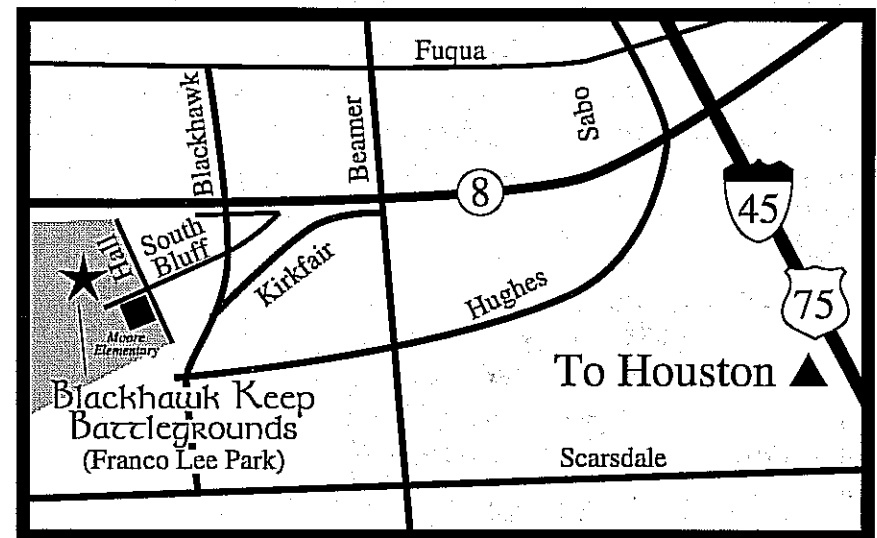 Fuqua
Blackhawk
Beamer
Sabo
8
45
Hall
South
Bluff
Kirkfair
Hughes
75
Moore
Elementary
To Houston
Blackhawk Keep
Battlegrounds
(Franco Lee Park)
Scarsdale